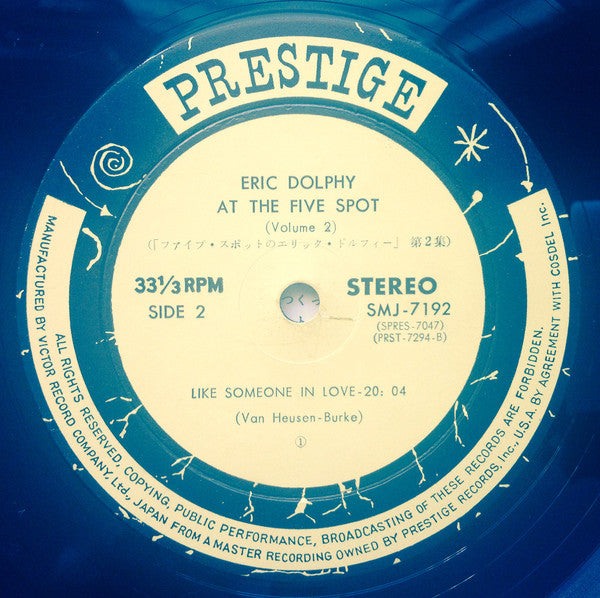 PRESTIGE
ERIC DOLPHY
AT THE FIVE SPOT
(Volume 2)
(『ファイブ・スポットのエリック・ドルフィー』 第2集)
33⅓ RPM
SIDE 2
STEREO
SMJ-7192
(SPRES-7047)
(PRST-7294-B)
LIKE SOMEONE IN LOVE-20: 04
(Van Heusen-Burke)
①
ALL RIGHTS RESERVED, COPYING, PUBLIC PERFORMANCE, BROADCASTING OF THESE RECORDS ARE FORBIDDEN.
MANUFACTURED BY VICTOR RECORD COMPANY, Ltd., JAPAN FROM A MASTER RECORDING OWNED BY PRESTIGE RECORDS, Inc., U.S.A. BY AGREEMENT WITH COSDEL Inc.